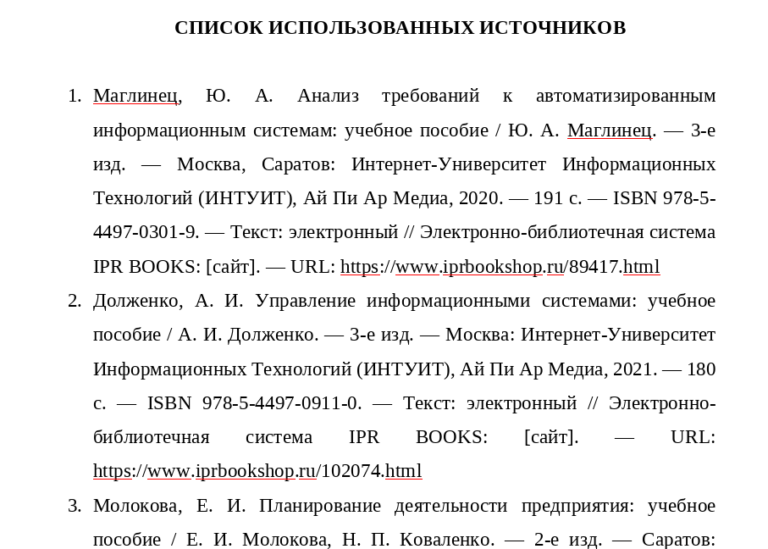 СПИСОК ИСПОЛЬЗОВАННЫХ ИСТОЧНИКОВ
1. Маглинец, Ю. А. Анализ требований к автоматизированным
информационным системам: учебное пособие / Ю. А. Маглинец. — 3-е
изд. — Москва, Саратов: Интернет-Университет Информационных
Технологий (ИНТУИТ), Ай Пи Ар Медиа, 2020. — 191 с. — ISBN 978-5-
4497-0301-9. — Текст: электронный // Электронно-библиотечная система
IPR BOOKS: [сайт]. — URL: https://www.iprbookshop.ru/89417.html
2. Долженко, А. И. Управление информационными системами: учебное
пособие / А. И. Долженко. — 3-е изд. — Москва: Интернет-Университет
Информационных Технологий (ИНТУИТ), Ай Пи Ар Медиа, 2021. — 180
с. — ISBN 978-5-4497-0911-0. — Текст: электронный // Электронно-
библиотечная система IPR BOOKS: [сайт]. — URL:
https://www.iprbookshop.ru/102074.html
3. Молокова, Е. И. Планирование деятельности предприятия: учебное
пособие / Е. И. Молокова, Н. П. Коваленко. — 2-е изд. — Саратов: